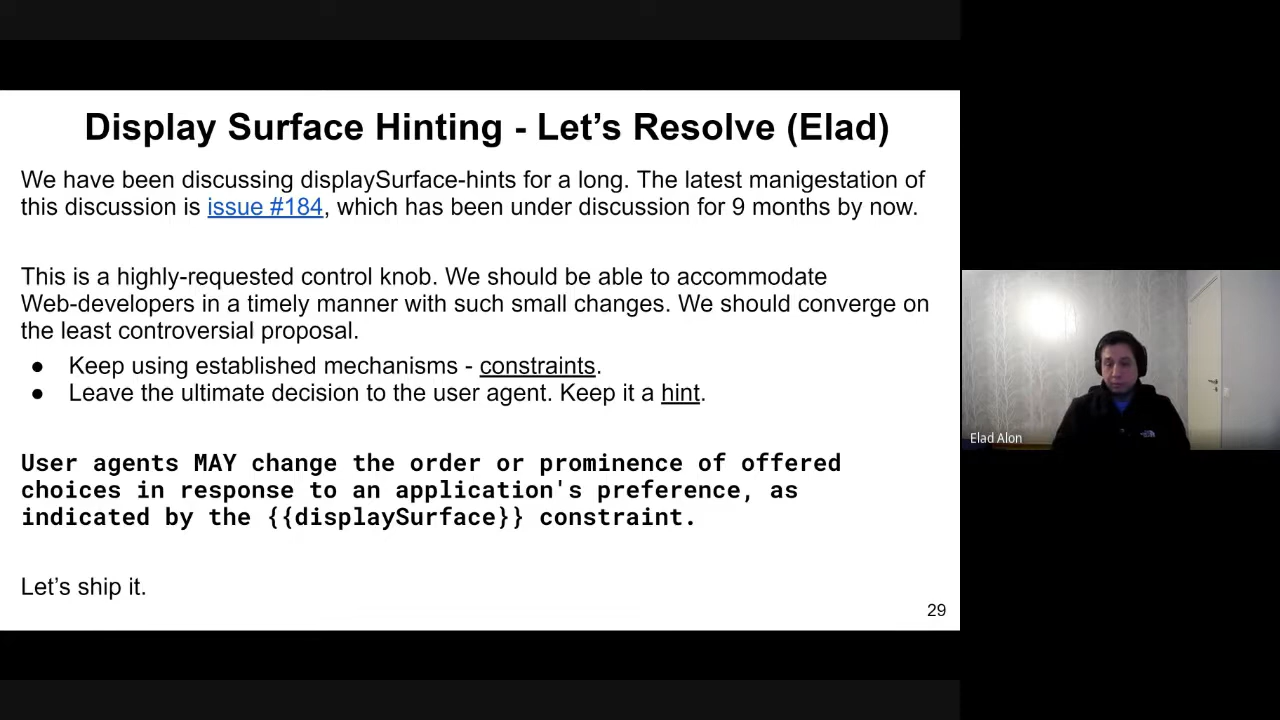 Display Surface Hinting - Let’s Resolve (Elad)
We have been discussing displaySurface-hints for a long. The latest manigestation of
this discussion is issue #184, which has been under discussion for 9 months by now.
This is a highly-requested control knob. We should be able to accommodate
Web-developers in a timely manner with such small changes. We should converge on
the least controversial proposal.
● Keep using established mechanisms - constraints.
● Leave the ultimate decision to the user agent. Keep it a hint.
User agents MAY change the order or prominence of offered
choices in response to an application's preference, as
indicated by the {{displaySurface}} constraint.
Let’s ship it.
29
Elad Alon